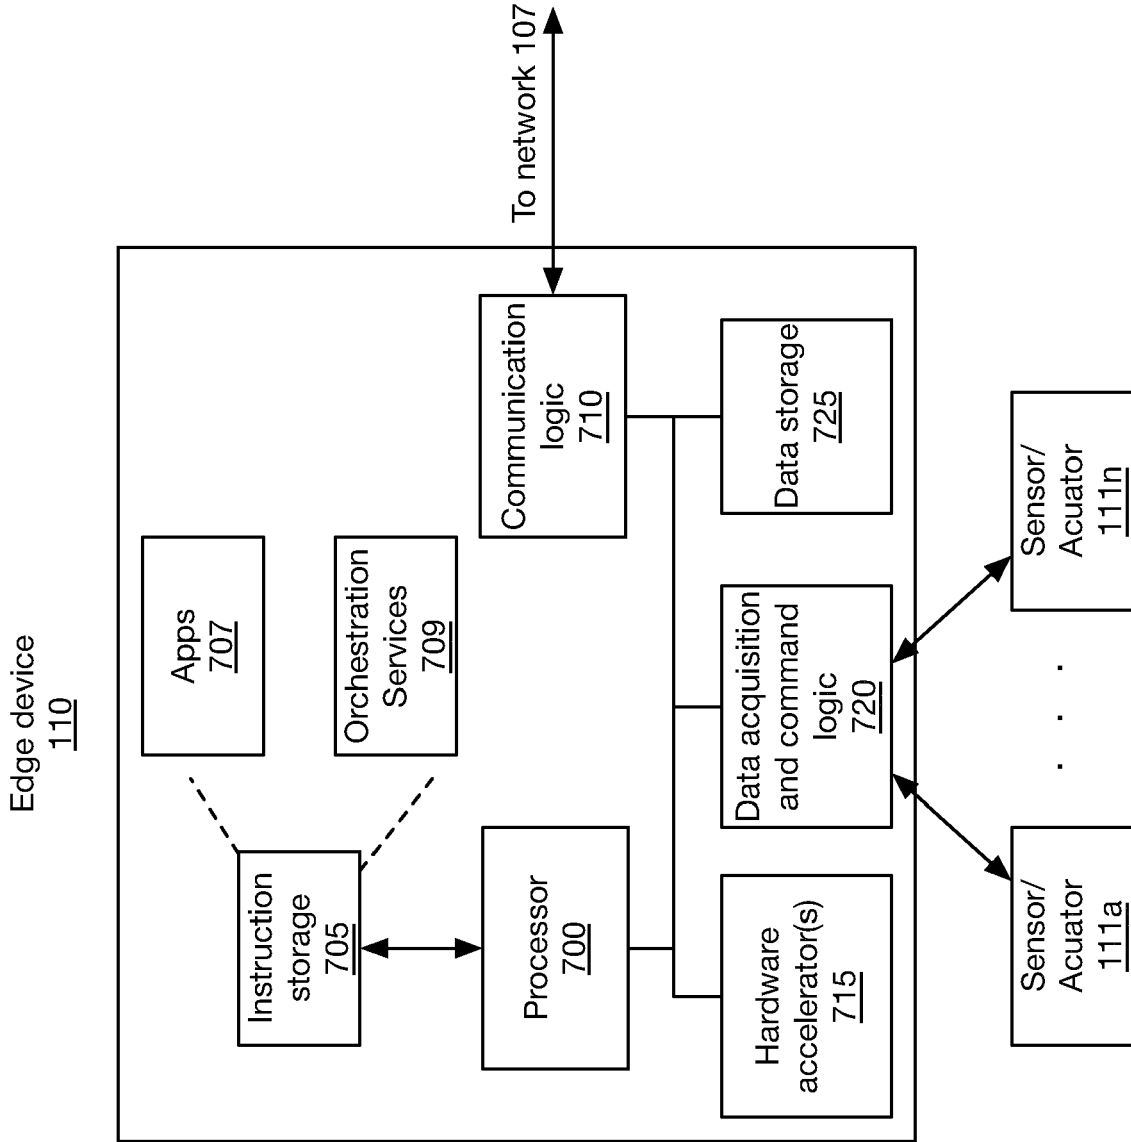 Edge device
110
Apps
707
Instruction
storage
705
Orchestration
Services
709
Processor
700
Communication
logic
710
To network 107
Hardware
accelerator(s)
715
Data acquisition
and command
logic
720
Data storage
725
Sensor/
Acuator
111a
. . .
Sensor/
Acuator
111n